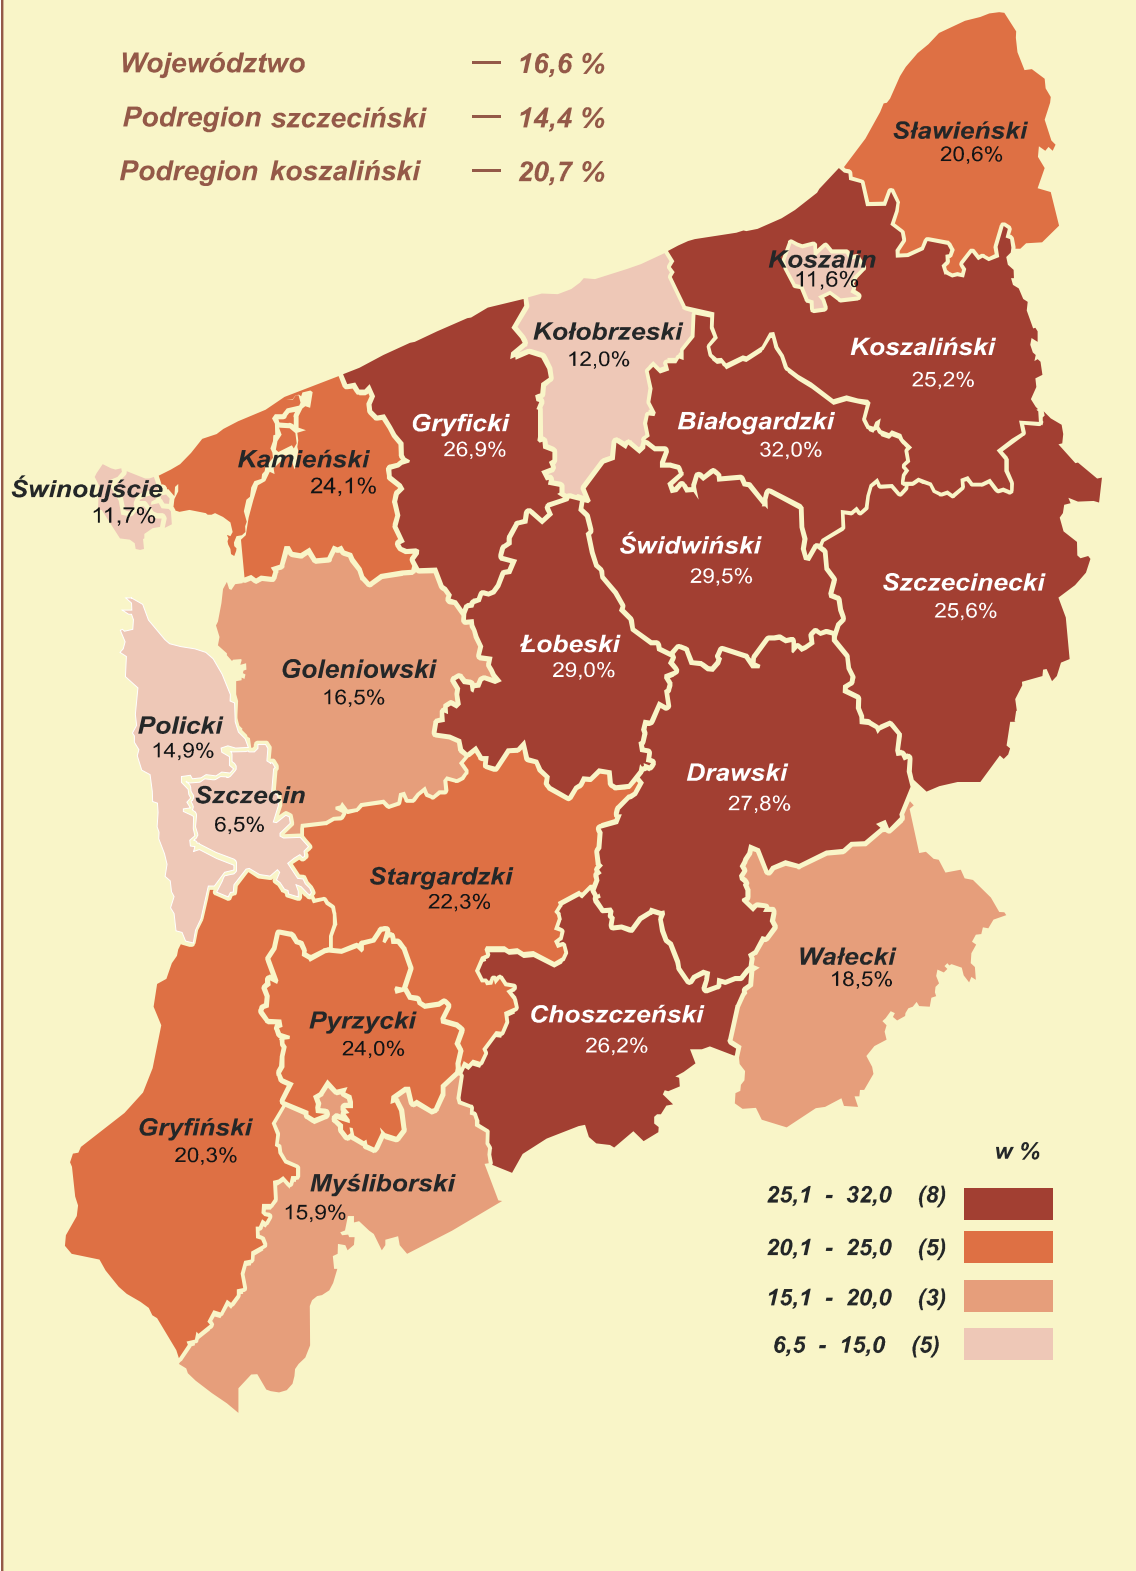 Województwo — 16,6 %
Podregion szczeciński — 14,4 %
Podregion koszaliński — 20,7 %
Sławieński
20,6%
Koszalin
11,6%
Kołobrzeski
12,0%
Koszaliński
25,2%
Gryficki
26,9%
Białogardzki
32,0%
Kamieński
24,1%
Świnoujście
11,7%
Świdwiński
29,5%
Szczecinecki
25,6%
Łobeski
29,0%
Goleniowski
16,5%
Policki
14,9%
Szczecin
6,5%
Drawski
27,8%
Stargardzki
22,3%
Wałecki
18,5%
Choszczeński
26,2%
Pyrzycki
24,0%
Gryfiński
20,3%
Myśliborski
15,9%
w %
25,1 - 32,0 (8)
20,1 - 25,0 (5)
15,1 - 20,0 (3)
6,5 - 15,0 (5)